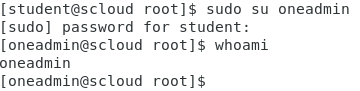 [student@scloud root]$ sudo su oneadmin
[sudo] password for student:
[oneadmin@scloud root]$ whoami
oneadmin
[oneadmin@scloud root]$